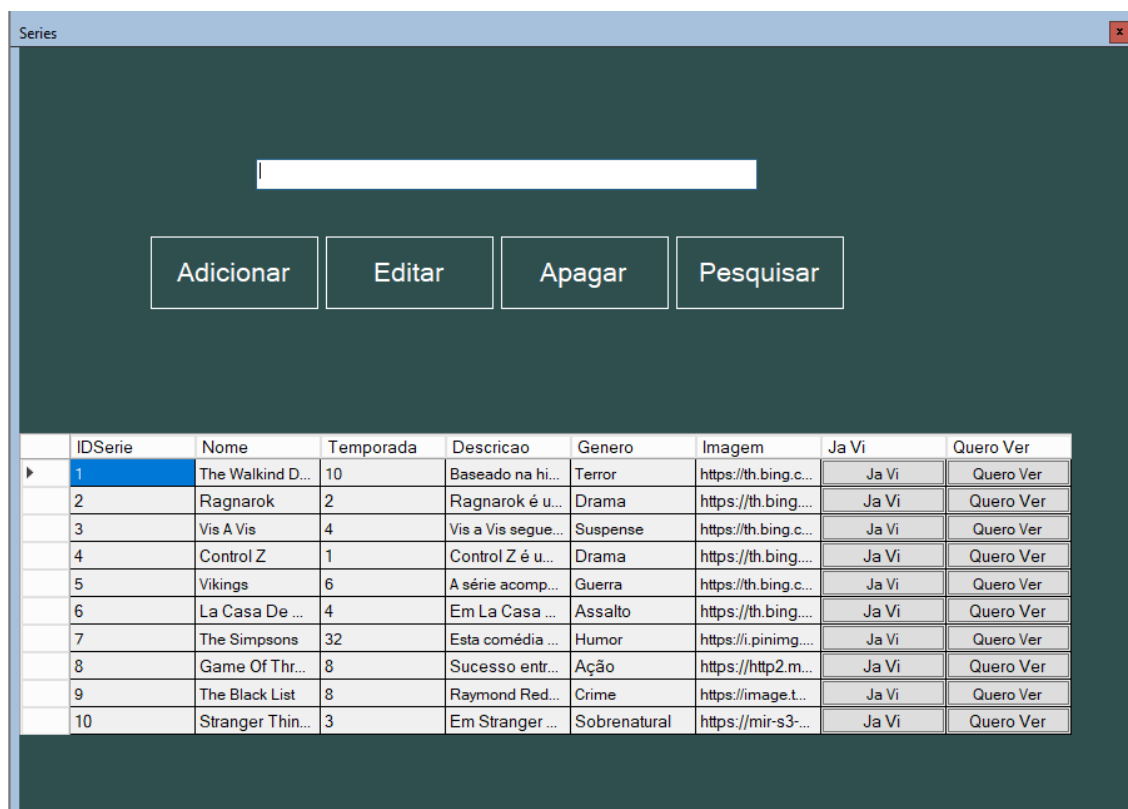 Series
Adicionar Editar Apagar Pesquisar
IDSerie Nome Temporada Descricao Genero Imagem Ja Vi Quero Ver
1 The Walkind D... 10 Baseado na hi... Terror https://th.bing.c... Ja Vi Quero Ver
2 Ragnarok 2 Ragnarok é u... Drama https://th.bing.... Ja Vi Quero Ver
3 Vis A Vis 4 Vis a Vis segue... Suspense https://th.bing.c... Ja Vi Quero Ver
4 Control Z 1 Control Z é u... Drama https://th.bing.... Ja Vi Quero Ver
5 Vikings 6 A série acomp... Guerra https://th.bing.c... Ja Vi Quero Ver
6 La Casa De ... 4 Em La Casa ... Assalto https://th.bing.... Ja Vi Quero Ver
7 The Simpsons 32 Esta comédia ... Humor https://i.pinimg.... Ja Vi Quero Ver
8 Game Of Thr... 8 Sucesso entr... Ação https://http2.m... Ja Vi Quero Ver
9 The Black List 8 Raymond Red... Crime https://image.t... Ja Vi Quero Ver
10 Stranger Thin... 3 Em Stranger ... Sobrenatural https://mir-s3-... Ja Vi Quero Ver